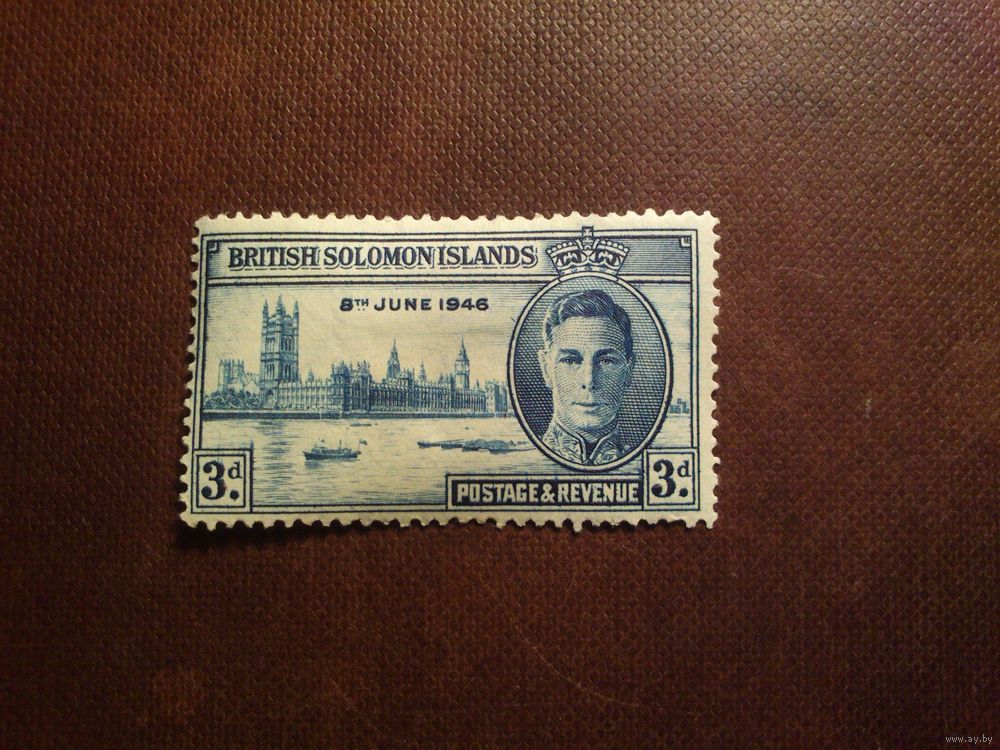 BRITISH SOLOMON ISLANDS
8TH JUNE 1946
3d.
POSTAGE & REVENUE
3d.
www.ay.by